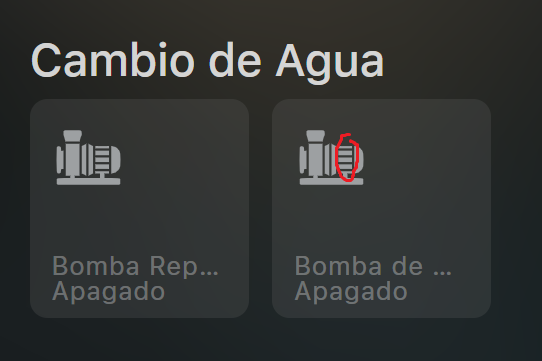 Cambio de Agua
Bomba Rep...
Apagado
Bomba de ...
Apagado